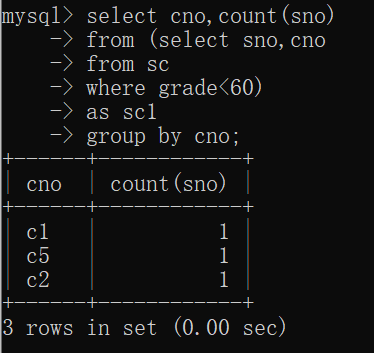 mysql> select cno,count(sno)
    -> from (select sno,cno
    -> from sc
    -> where grade<60)
    -> as sc1
    -> group by cno;
+------+------------+
| cno  | count(sno) |
+------+------------+
| c1   |          1 |
| c5   |          1 |
| c2   |          1 |
+------+------------+
3 rows in set (0.00 sec)